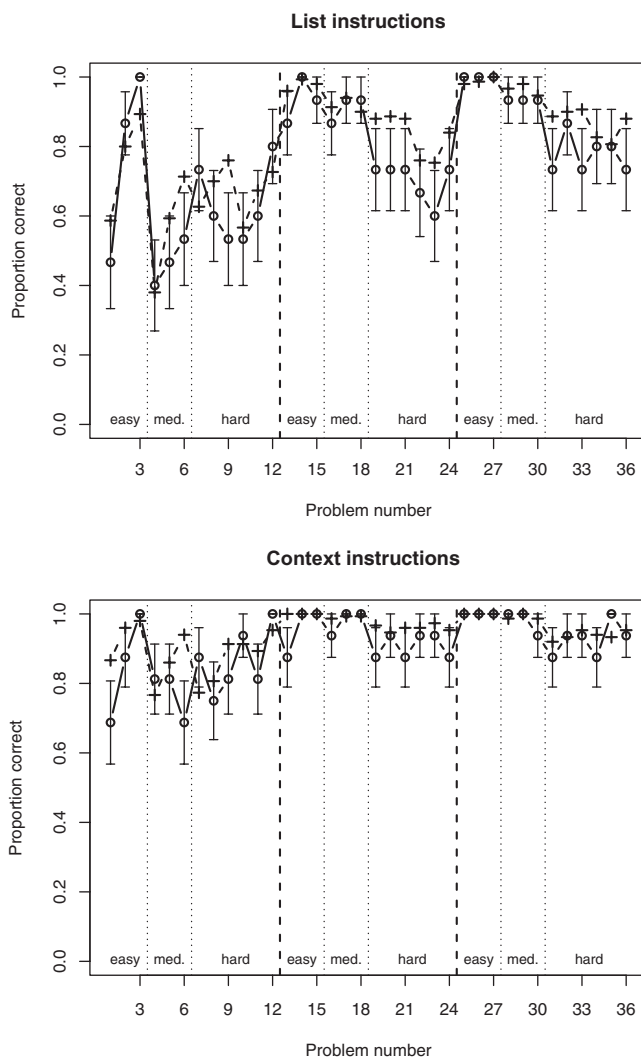 List instructions
Proportion correct
1.0
0.8
0.6
0.4
0.2
0.0
easy med. hard easy med. hard easy med. hard
3 6 9 12 15 18 21 24 27 30 33 36
Problem number
Context instructions
Proportion correct
1.0
0.8
0.6
0.4
0.2
0.0
easy med. hard easy med. hard easy med. hard
3 6 9 12 15 18 21 24 27 30 33 36
Problem number